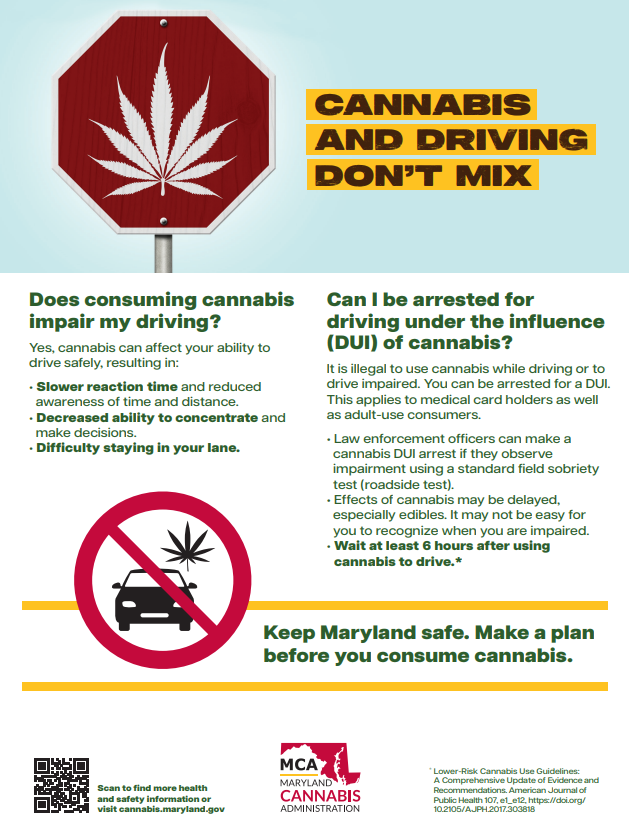 CANNABIS
AND DRIVING
DON'T MIX
Does consuming cannabis
impair my driving?
Yes, cannabis can affect your ability to
drive safely, resulting in:
• Slower reaction time and reduced
awareness of time and distance.
• Decreased ability to concentrate and
make decisions.
• Difficulty staying in your lane.
Can I be arrested for
driving under the influence
(DUI) of cannabis?
It is illegal to use cannabis while driving or to
drive impaired. You can be arrested for a DUI.
This applies to medical card holders as well
as adult-use consumers.
• Law enforcement officers can make a
cannabis DUI arrest if they observe
impairment using a standard field sobriety
test (roadside test).
• Effects of cannabis may be delayed,
especially edibles. It may not be easy for
you to recognize when you are impaired.
• Wait at least 6 hours after using
cannabis to drive.*
Keep Maryland safe. Make a plan
before you consume cannabis.
Scan to find more health
and safety information or
visit cannabis.maryland.gov
MCA
MARYLAND
CANNABIS
ADMINISTRATION
* Lower-Risk Cannabis Use Guidelines:
A Comprehensive Update of Evidence and
Recommendations. American Journal of
Public Health 107, e1_e12, https://doi.org/
10.2105/AJPH.2017.303818